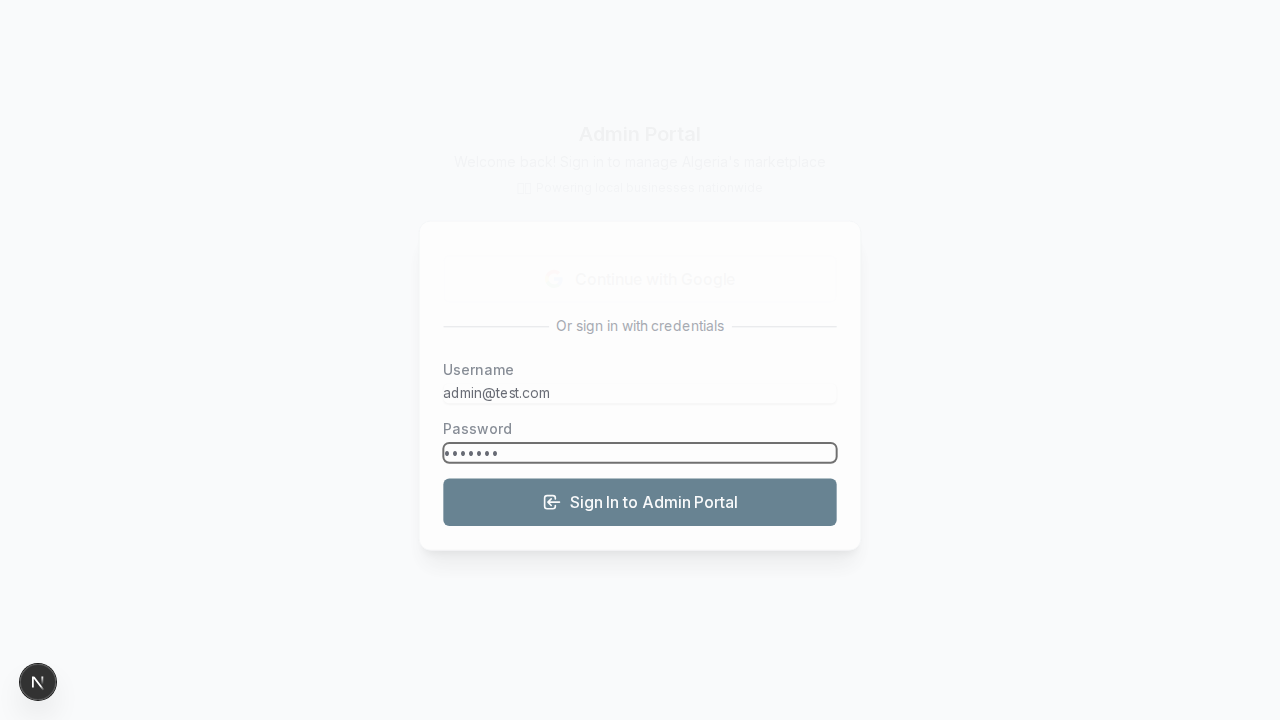 Admin Portal
Welcome back! Sign in to manage Algeria's marketplace
Powering local businesses nationwide
Continue with Google
Or sign in with credentials
Username
admin@test.com
Password
•••••••
Sign In to Admin Portal
N